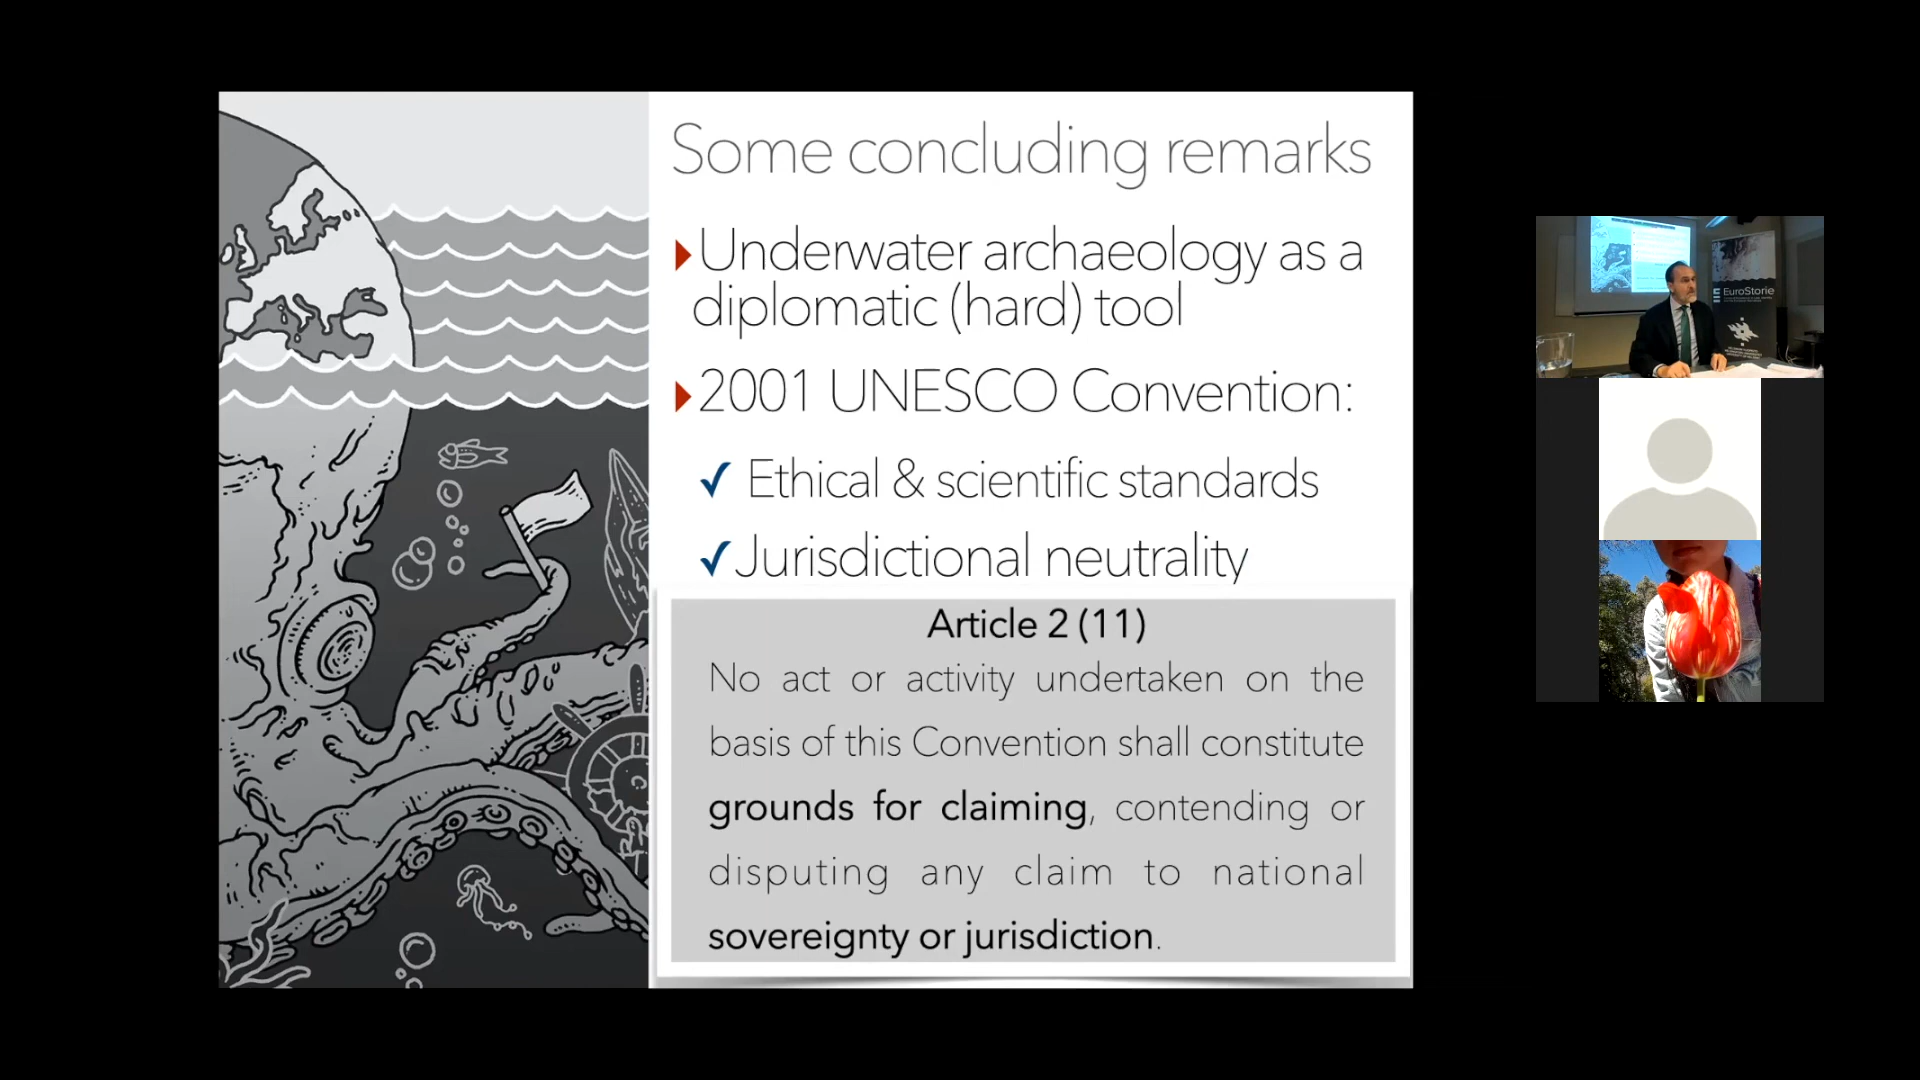 Some concluding remarks
Underwater archaeology as a
diplomatic (hard) tool
2001 UNESCO Convention:
Ethical & scientific standards
Jurisdictional neutrality
Article 2 (11)
No act or activity undertaken on the
basis of this Convention shall constitute
grounds for claiming, contending or
disputing any claim to national
sovereignty or jurisdiction.
EuroStorie